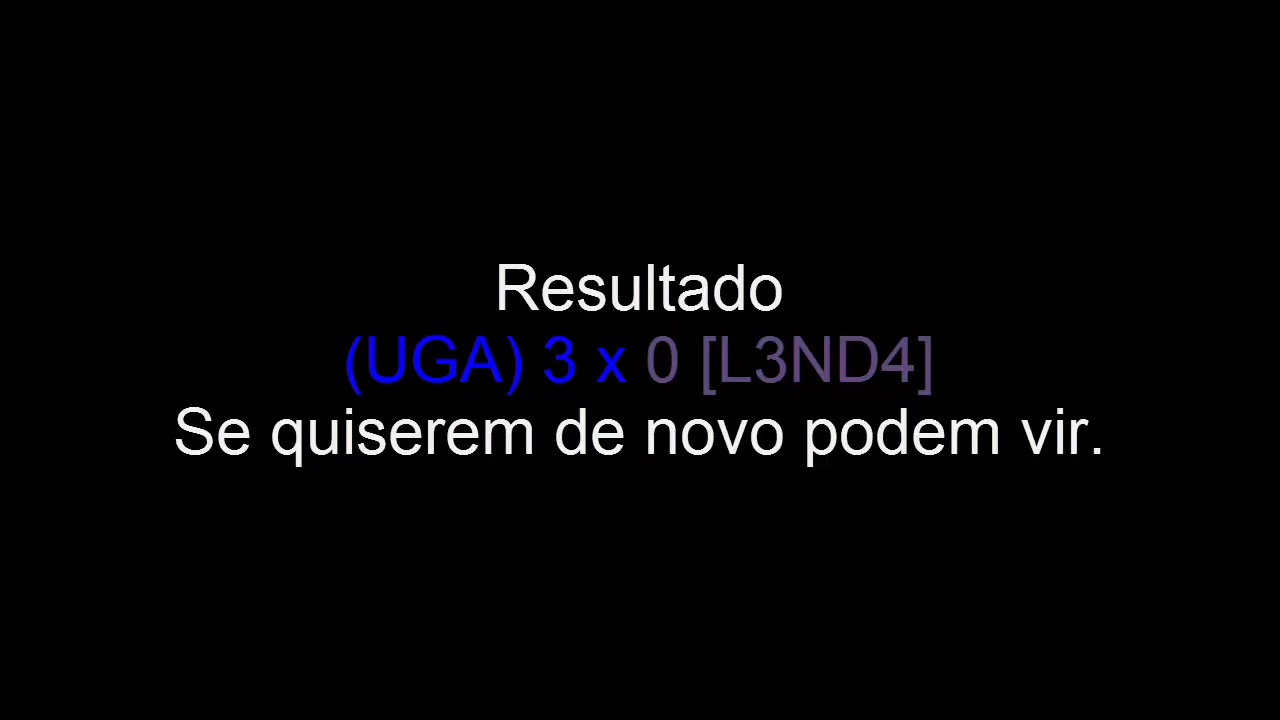 Resultado
(UGA) 3 x 0 [L3ND4]
Se quiserem de novo podem vir.